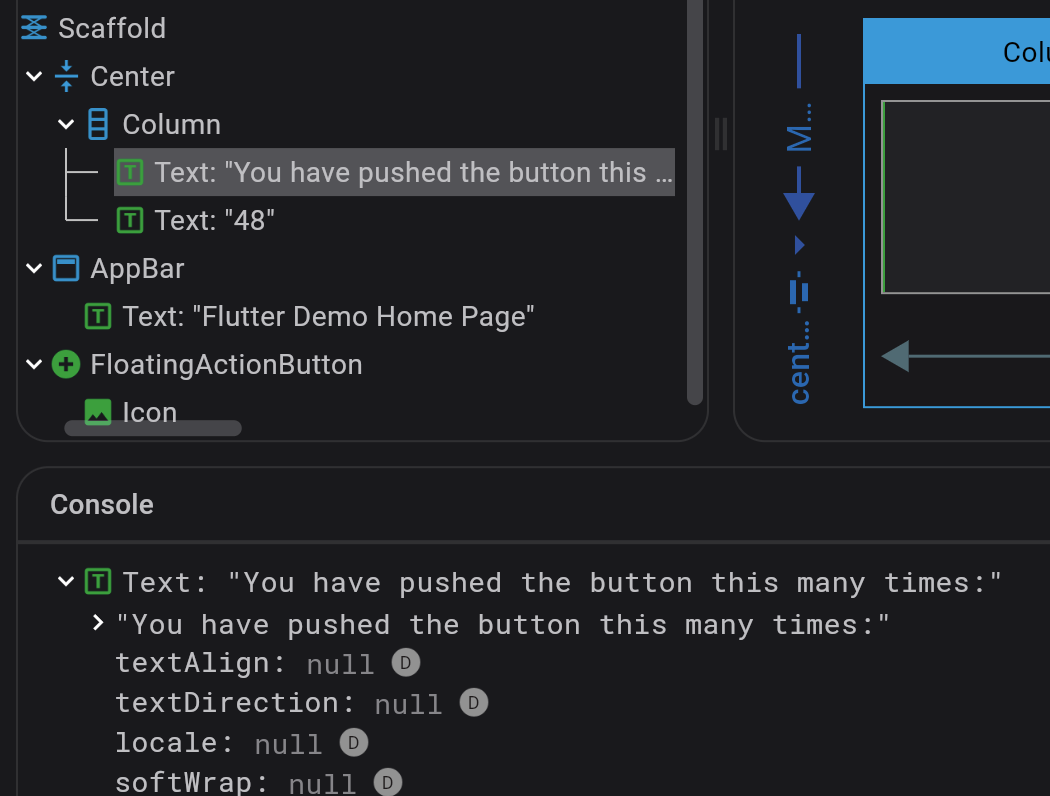 Scaffold
Center
Column
Text: "You have pushed the button this ...
Text: "48"
AppBar
Text: "Flutter Demo Home Page"
FloatingActionButton
Icon
M...
cent...
Colu
Console
Text: "You have pushed the button this many times:"
"You have pushed the button this many times:"
textAlign: null D
textDirection: null D
locale: null D
softWrap: null D